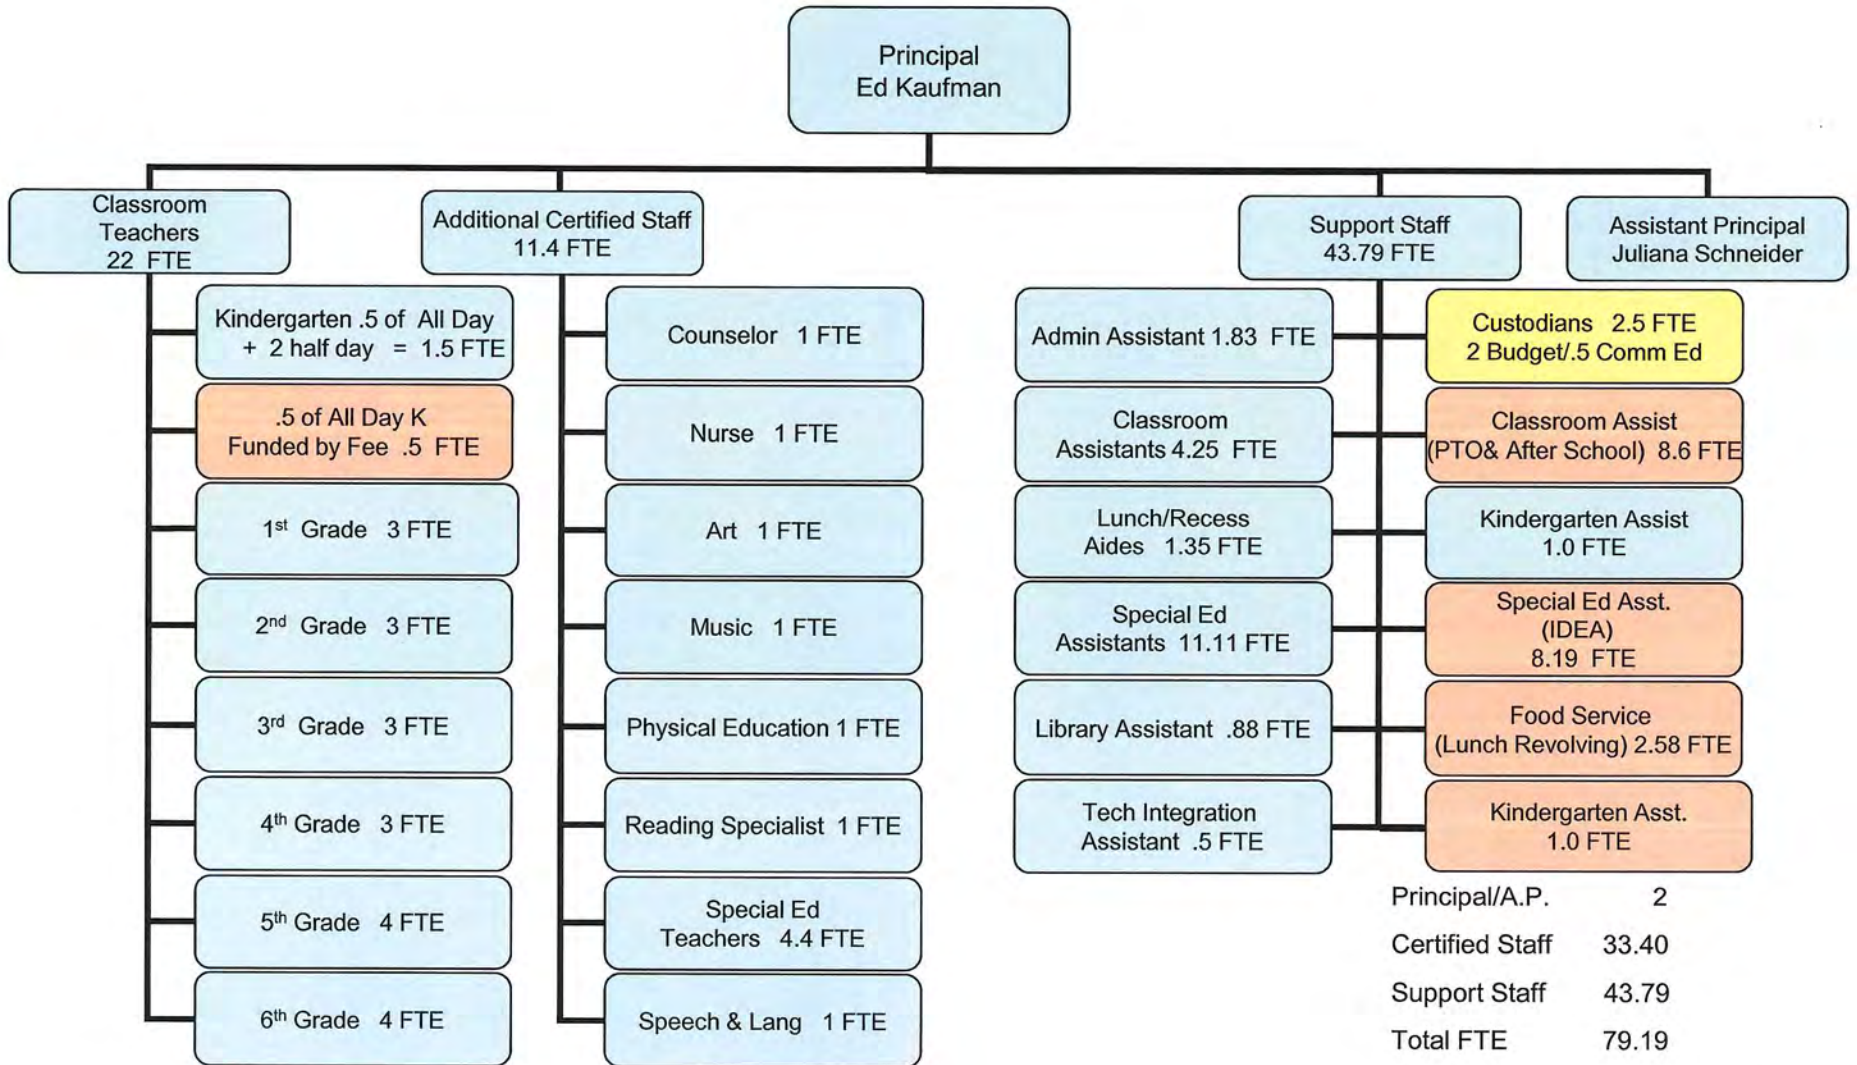 Principal
Ed Kaufman
Classroom
Teachers
22 FTE
Additional Certified Staff
11.4 FTE
Support Staff
43.79 FTE
Assistant Principal
Juliana Schneider
Kindergarten .5 of All Day
+ 2 half day = 1.5 FTE
.5 of All Day K
Funded by Fee .5 FTE
1st Grade 3 FTE
2nd Grade 3 FTE
3rd Grade 3 FTE
4th Grade 3 FTE
5th Grade 4 FTE
6th Grade 4 FTE
Counselor 1 FTE
Nurse 1 FTE
Art 1 FTE
Music 1 FTE
Physical Education 1 FTE
Reading Specialist 1 FTE
Special Ed
Teachers 4.4 FTE
Speech & Lang 1 FTE
Admin Assistant 1.83 FTE
Classroom
Assistants 4.25 FTE
Lunch/Recess
Aides 1.35 FTE
Special Ed
Assistants 11.11 FTE
Library Assistant .88 FTE
Tech Integration
Assistant .5 FTE
Custodians 2.5 FTE
2 Budget/.5 Comm Ed
Classroom Assist
(PTO& After School) 8.6 FTE
Kindergarten Assist
1.0 FTE
Special Ed Asst.
(IDEA)
8.19 FTE
Food Service
(Lunch Revolving) 2.58 FTE
Kindergarten Asst.
1.0 FTE
Principal/A.P. 2
Certified Staff 33.40
Support Staff 43.79
Total FTE 79.19